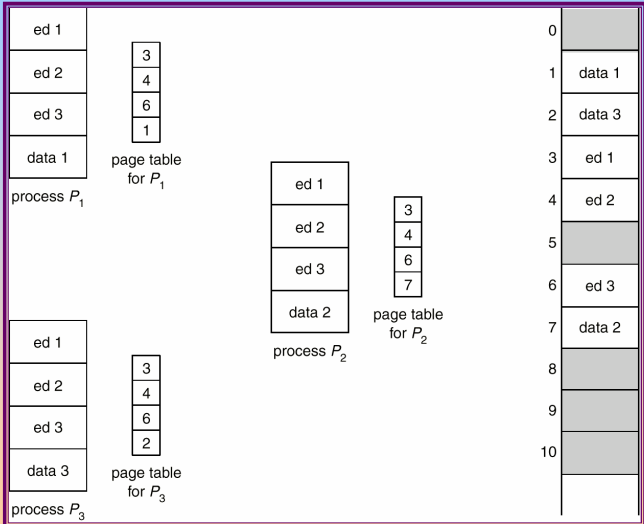 ed 1
ed 2
ed 3
data 1
process P1
3
4
6
1
page table
for P1
ed 1
ed 2
ed 3
data 2
process P2
3
4
6
7
page table
for P2
ed 1
ed 2
ed 3
data 3
process P3
3
4
6
2
page table
for P3
0
1 data 1
2 data 3
3 ed 1
4 ed 2
5
6 ed 3
7 data 2
8
9
10